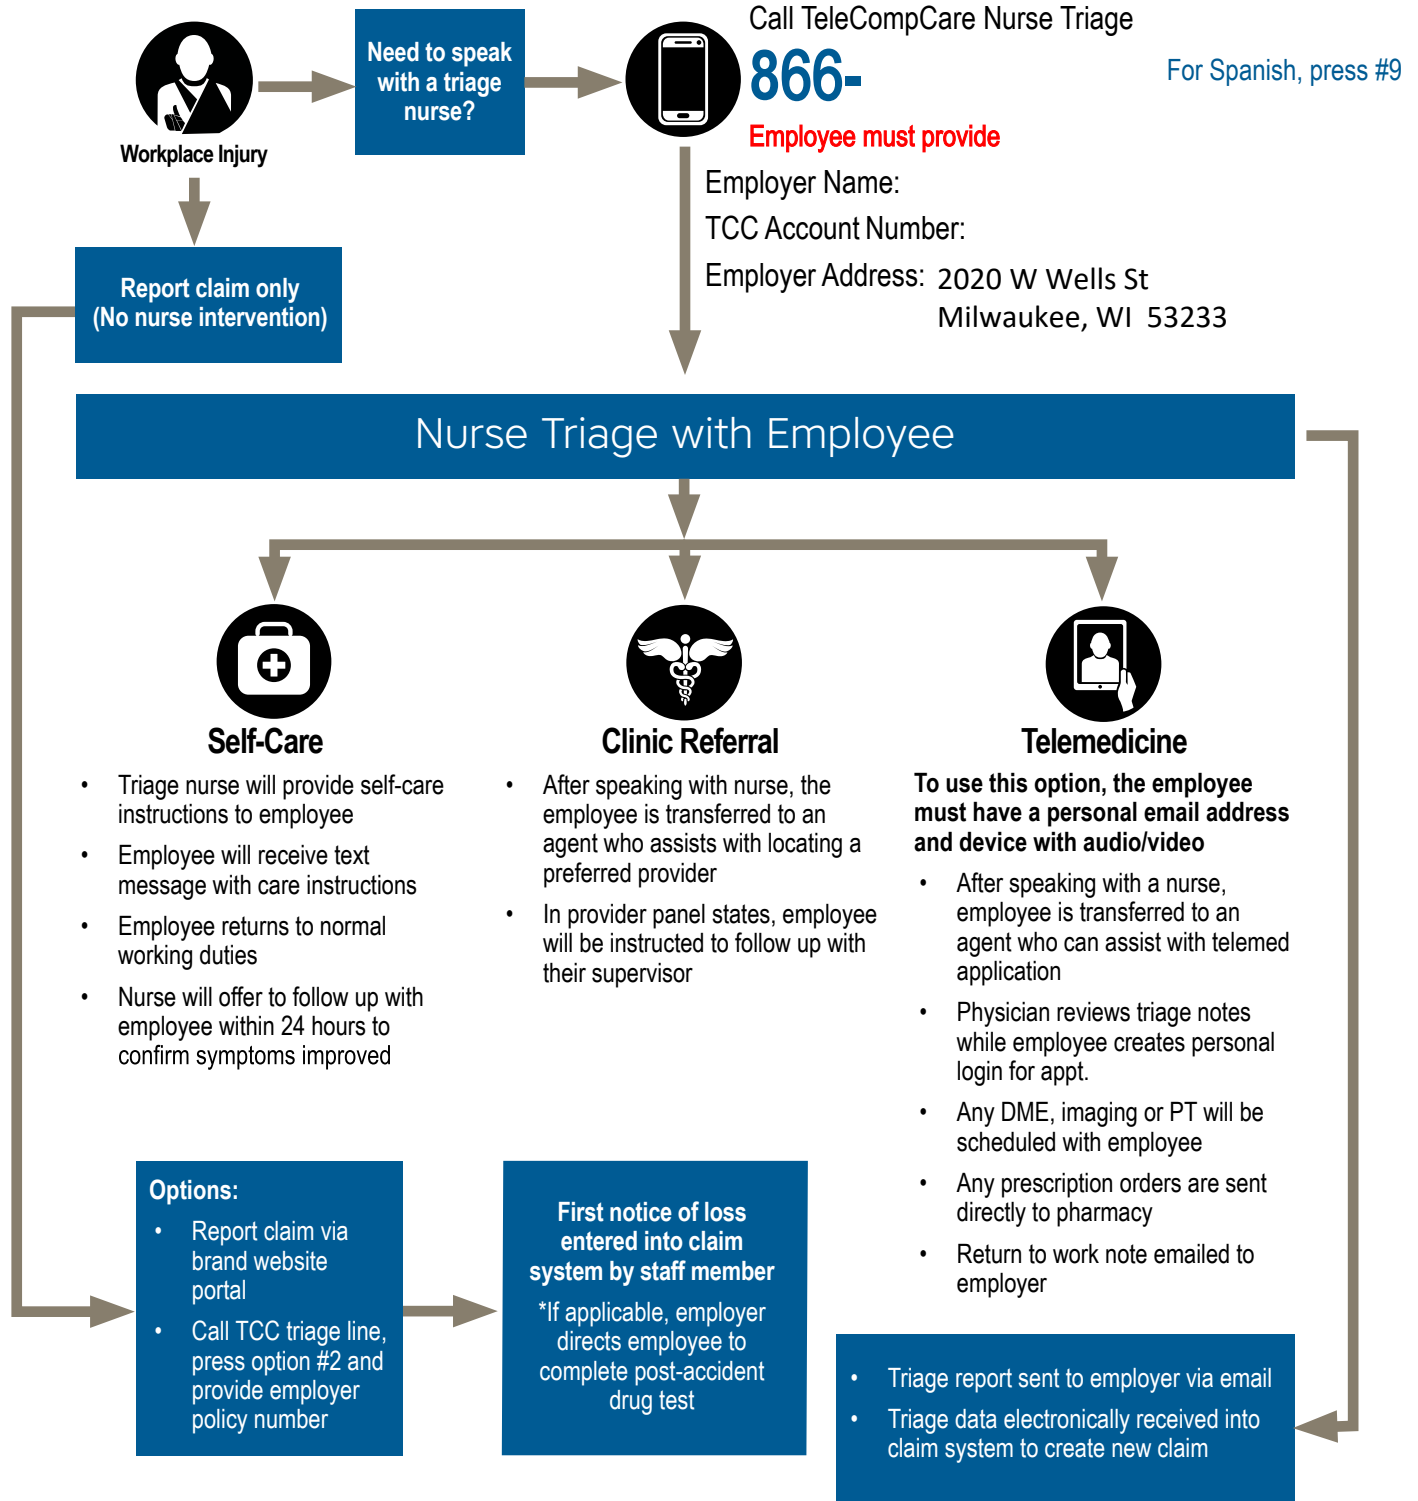 Workplace Injury
Need to speak
with a triage
nurse?
Call TeleCompCare Nurse Triage
866-
For Spanish, press #9
Employee must provide
Employer Name:
TCC Account Number:
Employer Address: 2020 W Wells St
Milwaukee, WI 53233
Report claim only
(No nurse intervention)
Nurse Triage with Employee
Self-Care
• Triage nurse will provide self-care
instructions to employee
• Employee will receive text
message with care instructions
• Employee returns to normal
working duties
• Nurse will offer to follow up with
employee within 24 hours to
confirm symptoms improved
Clinic Referral
• After speaking with nurse, the
employee is transferred to an
agent who assists with locating a
preferred provider
• In provider panel states, employee
will be instructed to follow up with
their supervisor
Telemedicine
To use this option, the employee
must have a personal email address
and device with audio/video
• After speaking with a nurse,
employee is transferred to an
agent who can assist with telemed
application
• Physician reviews triage notes
while employee creates personal
login for appt.
• Any DME, imaging or PT will be
scheduled with employee
• Any prescription orders are sent
directly to pharmacy
• Return to work note emailed to
employer
Options:
• Report claim via
brand website
portal
• Call TCC triage line,
press option #2 and
provide employer
policy number
First notice of loss
entered into claim
system by staff member
*If applicable, employer
directs employee to
complete post-accident
drug test
• Triage report sent to employer via email
• Triage data electronically received into
claim system to create new claim